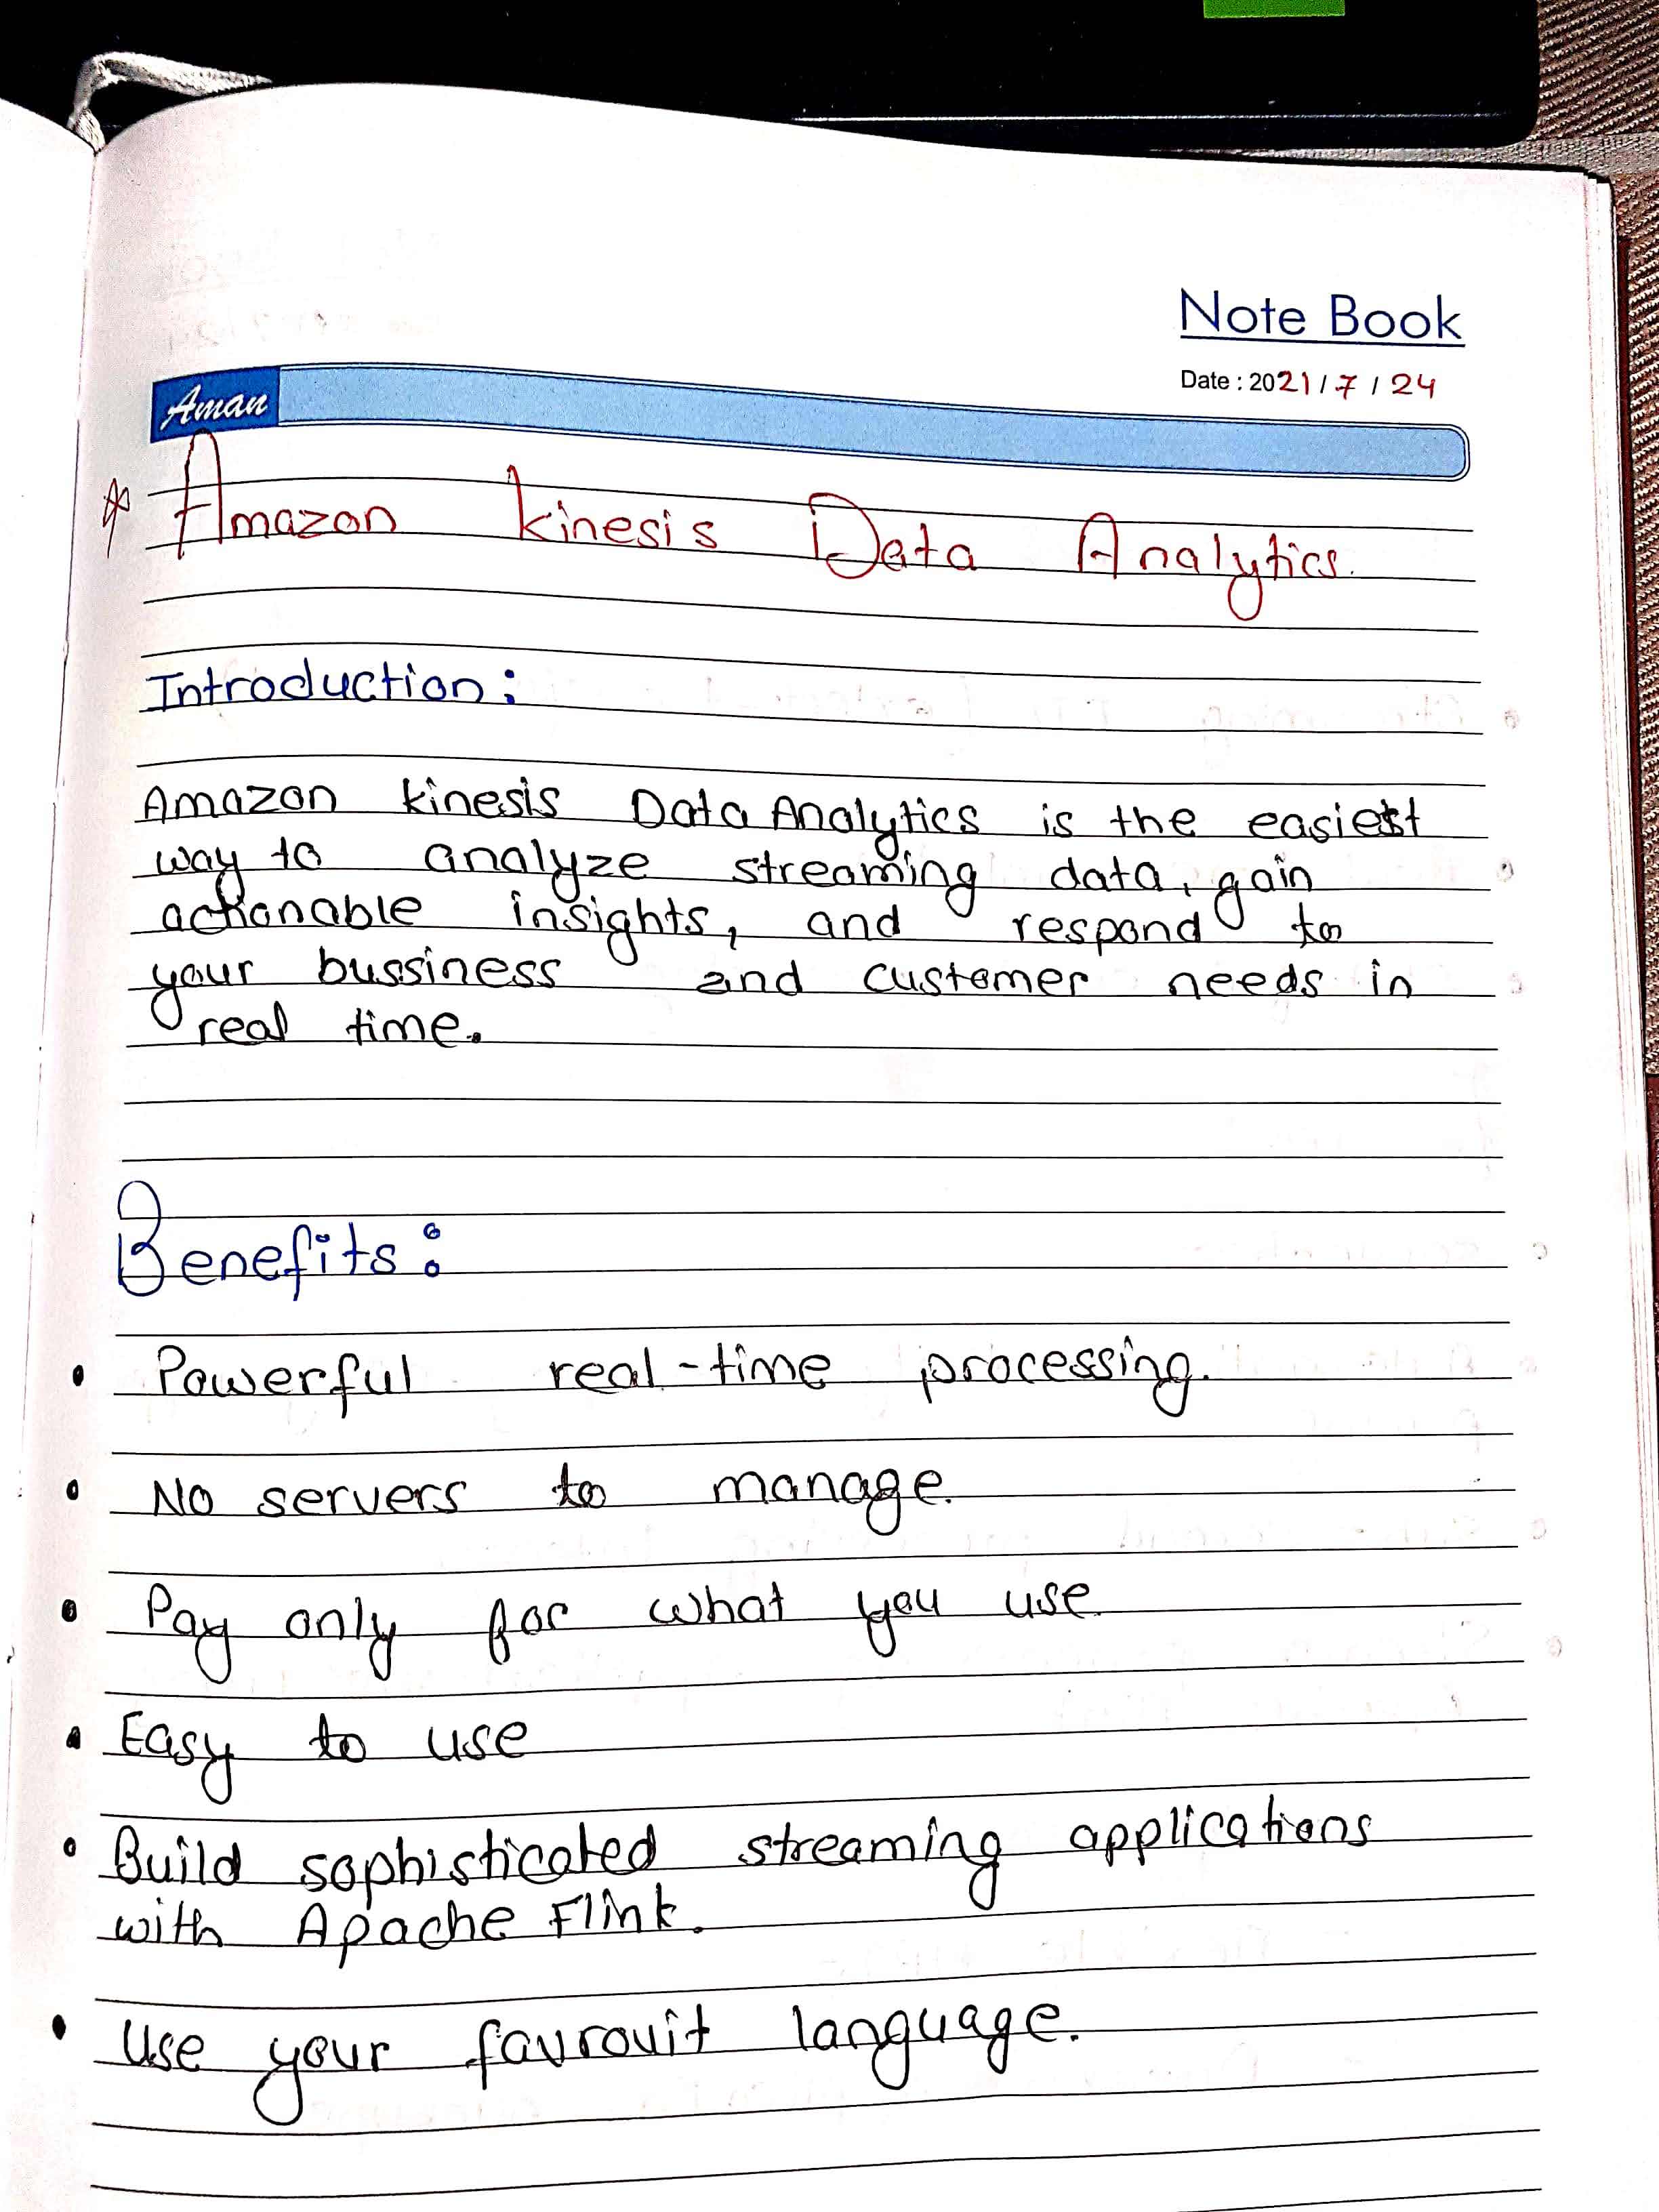 Note Book
Date : 2021 / 7 / 24
Aman
Amazon kinesis Data Analytics.
Introduction:
Amazon kinesis Data Analytics is the easiest
way to analyze streaming data, gain
actionable insights, and respond to
your bussiness and customer needs in
real time.
Benefits:
• Powerful real-time processing.
• No servers to manage.
• Pay only for what you use.
• Easy to use
• Build sophisticated streaming applications
with Apache Flink.
• Use your favrouit language.